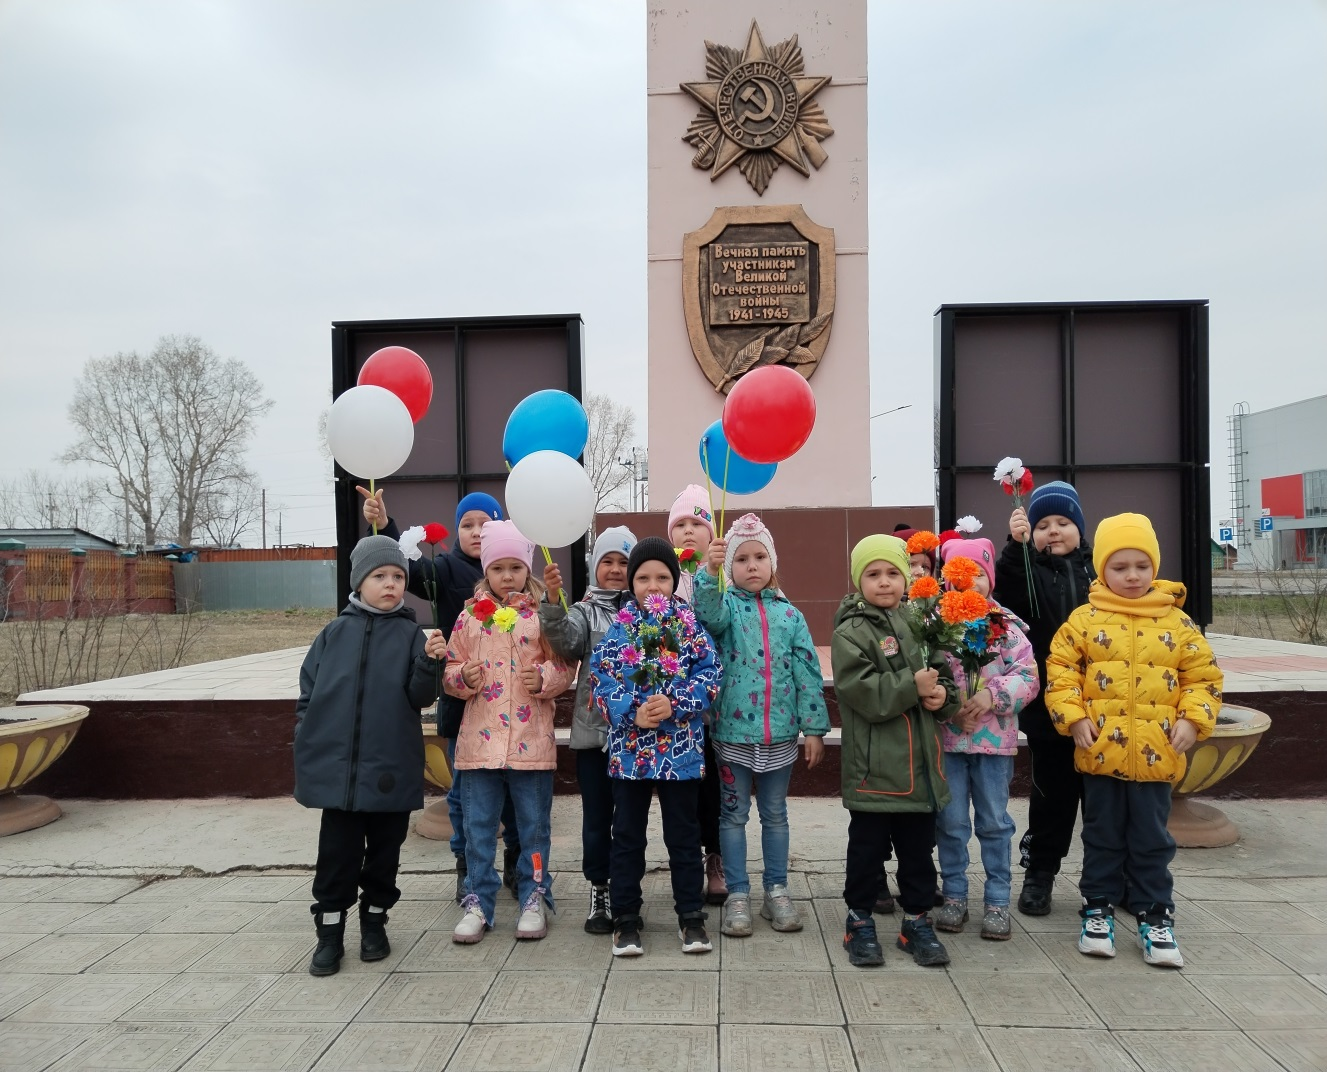 ОТЕЧЕСТВЕННАЯ ВОЙНА
Вечная память
участникам
Великой
Отечественной
войны
1941-1945
P
P